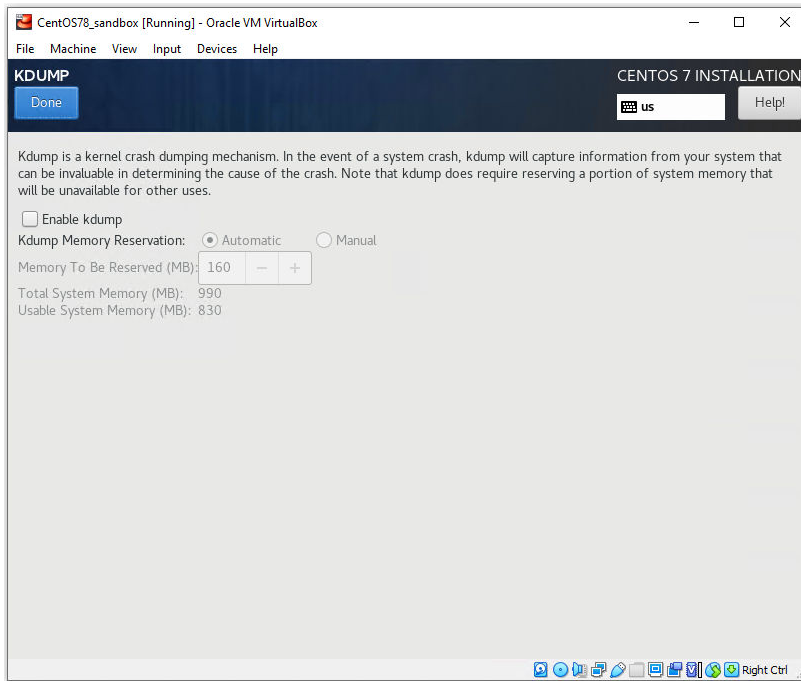 CentOS78_sandbox [Running] - Oracle VM VirtualBox
File Machine View Input Devices Help
KDUMP
CENTOS 7 INSTALLATION
Done
us
Help!
Kdump is a kernel crash dumping mechanism. In the event of a system crash, kdump will capture information from your system that
can be invaluable in determining the cause of the crash. Note that kdump does require reserving a portion of system memory that
will be unavailable for other uses.
Enable kdump
Kdump Memory Reservation: Automatic Manual
Memory To Be Reserved (MB): 160 − +
Total System Memory (MB): 990
Usable System Memory (MB): 830
Right Ctrl